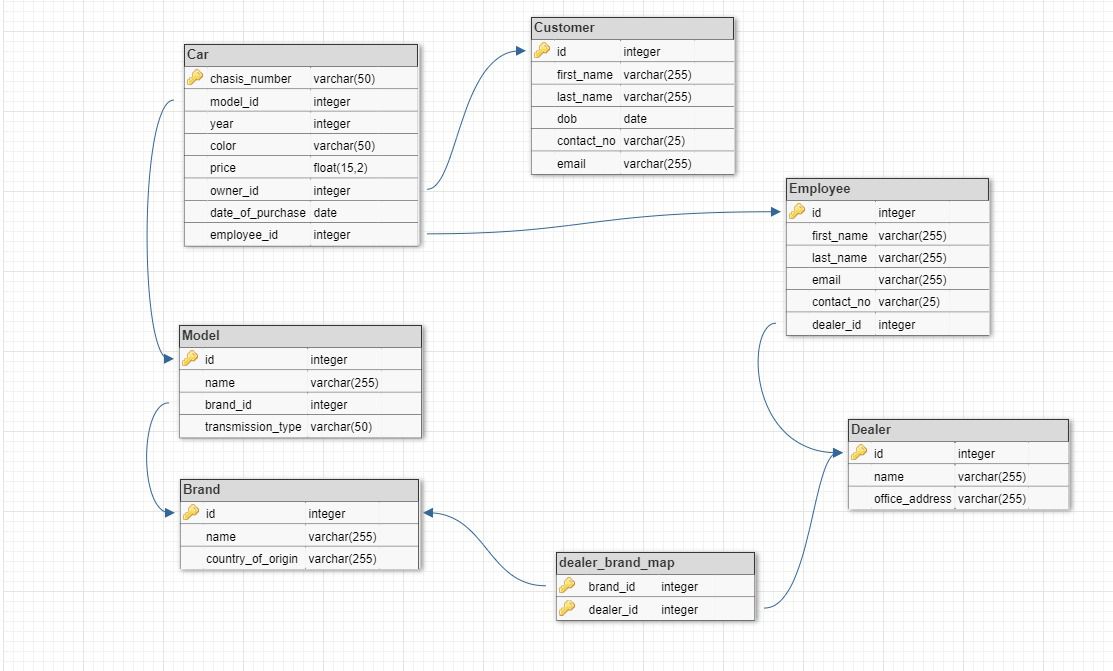 Car
chasis_number varchar(50)
model_id integer
year integer
color varchar(50)
price float(15,2)
owner_id integer
date_of_purchase date
employee_id integer
Customer
id integer
first_name varchar(255)
last_name varchar(255)
dob date
contact_no varchar(25)
email varchar(255)
Employee
id integer
first_name varchar(255)
last_name varchar(255)
email varchar(255)
contact_no varchar(25)
dealer_id integer
Model
id integer
name varchar(255)
brand_id integer
transmission_type varchar(50)
Dealer
id integer
name varchar(255)
office_address varchar(255)
Brand
id integer
name varchar(255)
country_of_origin varchar(255)
dealer_brand_map
brand_id integer
dealer_id integer